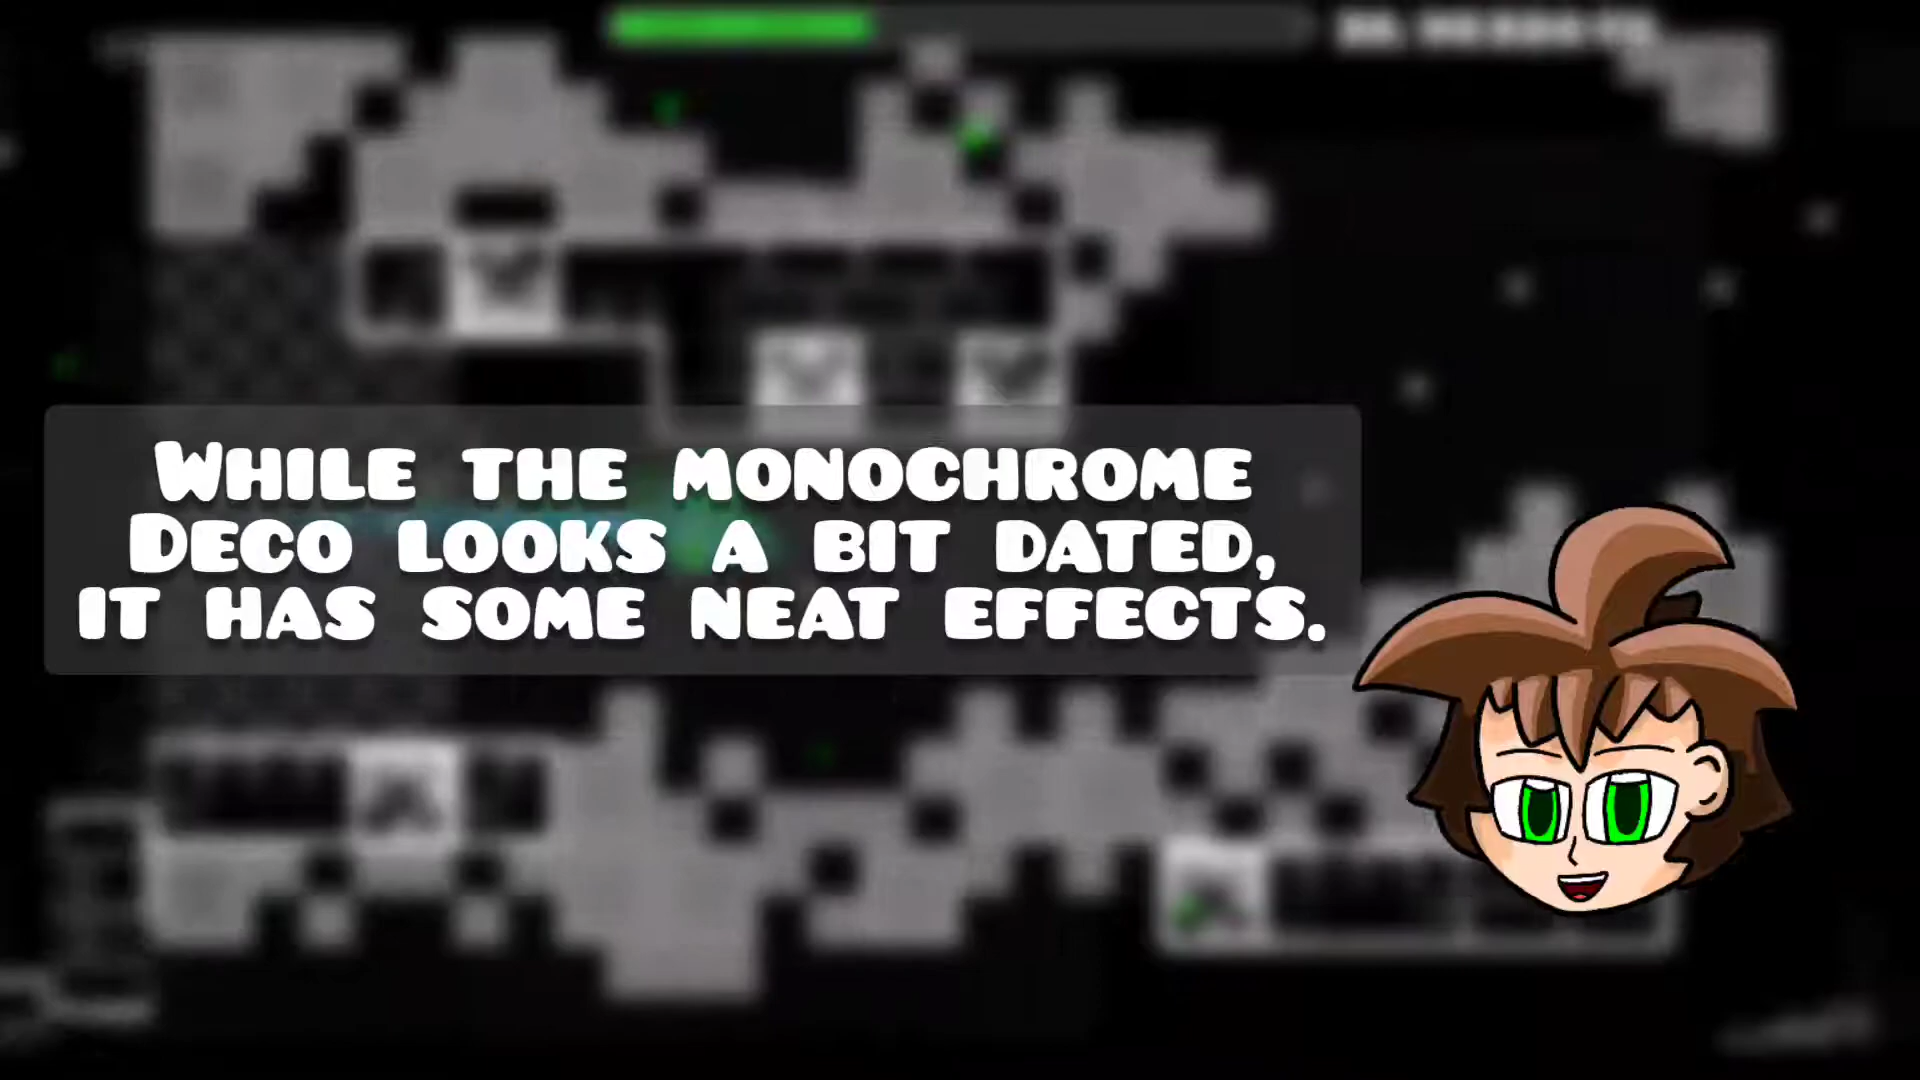 While the monochrome
Deco looks a bit dated,
it has some neat effects.